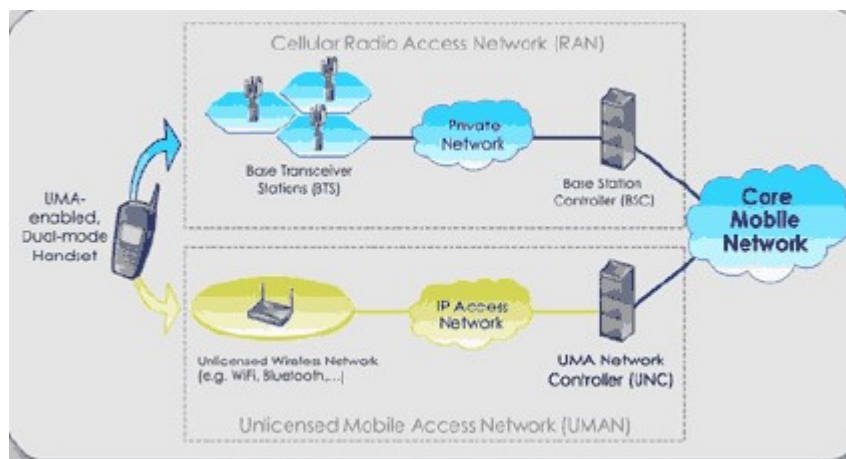 Cellular Radio Access Network (RAN)
Private
Network
Base Transceiver
Stations (BTS)
Base Station
Controller (BSC)
UMA-
enabled,
Dual-mode
Handset
Core
Mobile
Network
IP Access
Network
Unlicensed Wireless Network
(e.g. WiFi, Bluetooth,...)
UMA Network
Controller (UNC)
Unlicensed Mobile Access Network (UMAN)